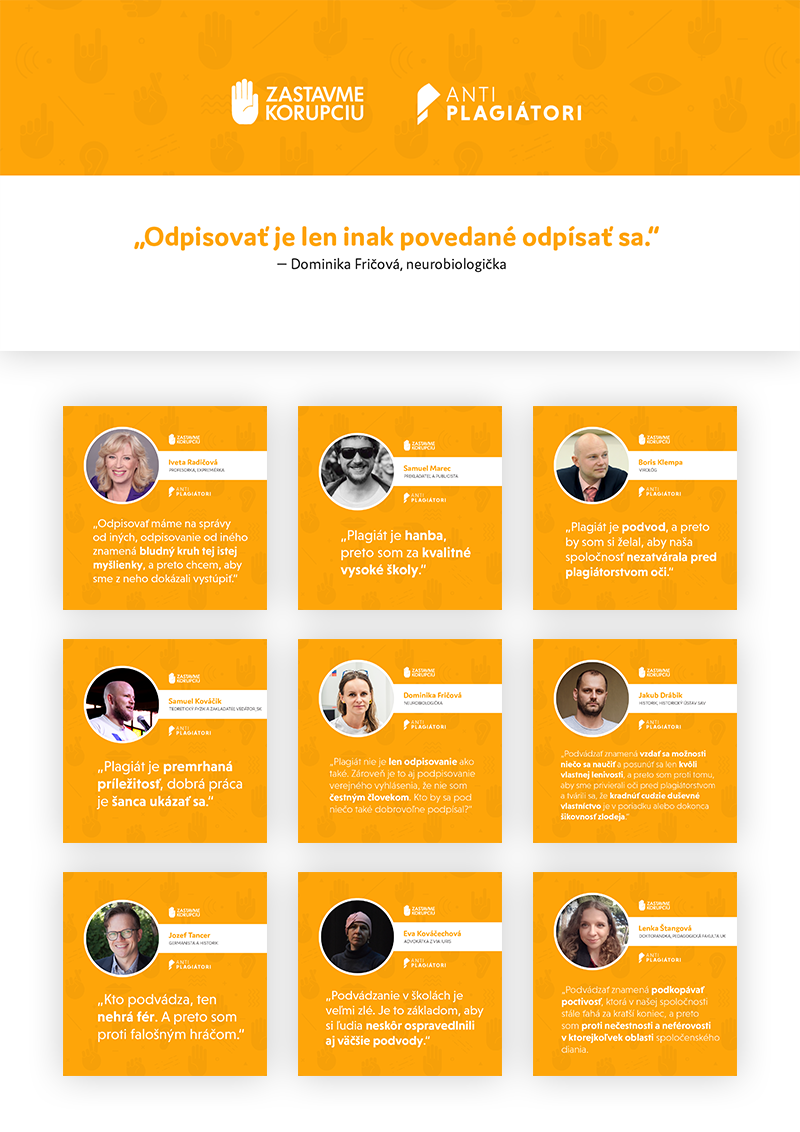 ZASTAVME
KORUPCIU
ANTI
PLAGIÁTORI
„Odpisovať je len inak povedané odpísať sa.“
– Dominika Fričová, neurobiologička
ZASTAVME
KORUPCIU
Iveta Radičová
PROFESORKA, EXPREMIÉRKA
ANTI
PLAGIÁTORI
„Odpisovať máme na správy
od iných, odpisovanie od iného
znamená bludný kruh tej istej
myšlienky, a preto chcem, aby
sme z neho dokázali vystúpiť.“
ZASTAVME
KORUPCIU
Samuel Marec
PREKLADATEĽ A PUBLICISTA
ANTI
PLAGIÁTORI
„Plagiát je hanba,
preto som za kvalitné
vysoké školy.“
ZASTAVME
KORUPCIU
Boris Klempa
VIROLÓG
ANTI
PLAGIÁTORI
„Plagiát je podvod, a preto
by som si želal, aby naša
spoločnosť nezatvárala pred
plagiátorstvom oči.“
ZASTAVME
KORUPCIU
Samuel Kováčik
TEORETICKÝ FYZIK A ZAKLADATEĽ VEDÁTOR_SK
ANTI
PLAGIÁTORI
„Plagiát je premrhaná
príležitosť, dobrá práca
je šanca ukázať sa.“
ZASTAVME
KORUPCIU
Dominika Fričová
NEUROBIOLOGIČKA
ANTI
PLAGIÁTORI
„Plagiát nie je len odpisovanie ako
také. Zároveň je to aj podpisovanie
verejného vyhlásenia, že nie som
čestným človekom. Kto by sa pod
niečo také dobrovoľne podpísal?“
ZASTAVME
KORUPCIU
Jakub Drábik
HISTORIK, HISTORICKÝ ÚSTAV SAV
ANTI
PLAGIÁTORI
„Podvádzať znamená vzdať sa možnosti
niečo sa naučiť a posunúť sa len kvôli
vlastnej lenivosti, a preto som proti tomu,
aby sme privierali oči pred plagiátorstvom
a tvárili sa, že kradnúť cudzie duševné
vlastníctvo je v poriadku alebo dokonca
šikovnosť zlodeja.“
ZASTAVME
KORUPCIU
Jozef Tancer
GERMANISTA A HISTORIK
ANTI
PLAGIÁTORI
„Kto podvádza, ten
nehrá fér. A preto som
proti falošným hráčom.“
ZASTAVME
KORUPCIU
Eva Kováčechová
ADVOKÁTKA Z VIA IURIS
ANTI
PLAGIÁTORI
„Podvádzanie v školách je
veľmi zlé. Je to základom, aby
si ľudia neskôr ospravedlnili
aj väčšie podvody.“
ZASTAVME
KORUPCIU
Lenka Štangová
DOKTORANDKA, PEDAGOGICKÁ FAKULTA UK
ANTI
PLAGIÁTORI
„Podvádzať znamená podkopávať
poctivosť, ktorá v našej spoločnosti
stále ťahá za kratší koniec, a preto
som proti nečestnosti a neférovosti
v ktorejkoľvek oblasti spoločenského
diania.